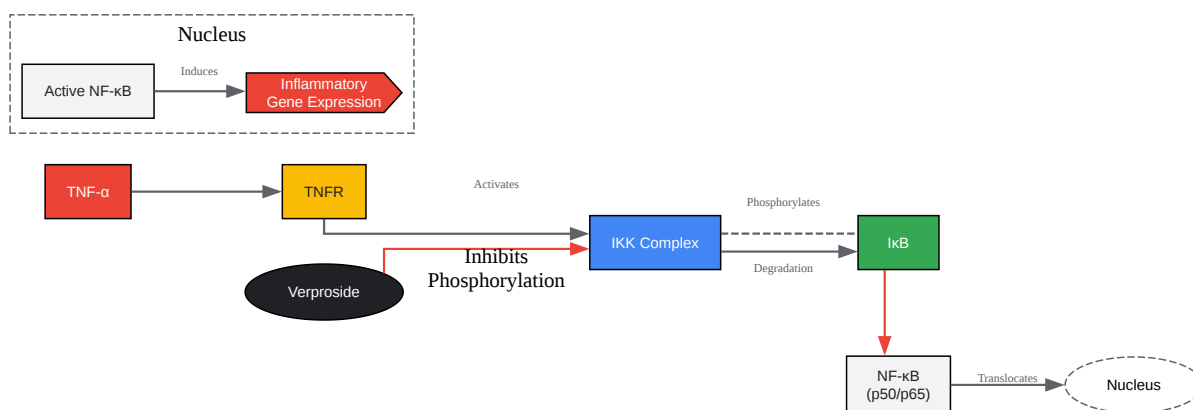 Nucleus
Active NF-κB
Induces
Inflammatory
Gene Expression
TNF-α
TNFR
Activates
IKK Complex
Phosphorylates
Degradation
IκB
Inhibits
Phosphorylation
Verproside
NF-κB
(p50/p65)
Translocates
Nucleus